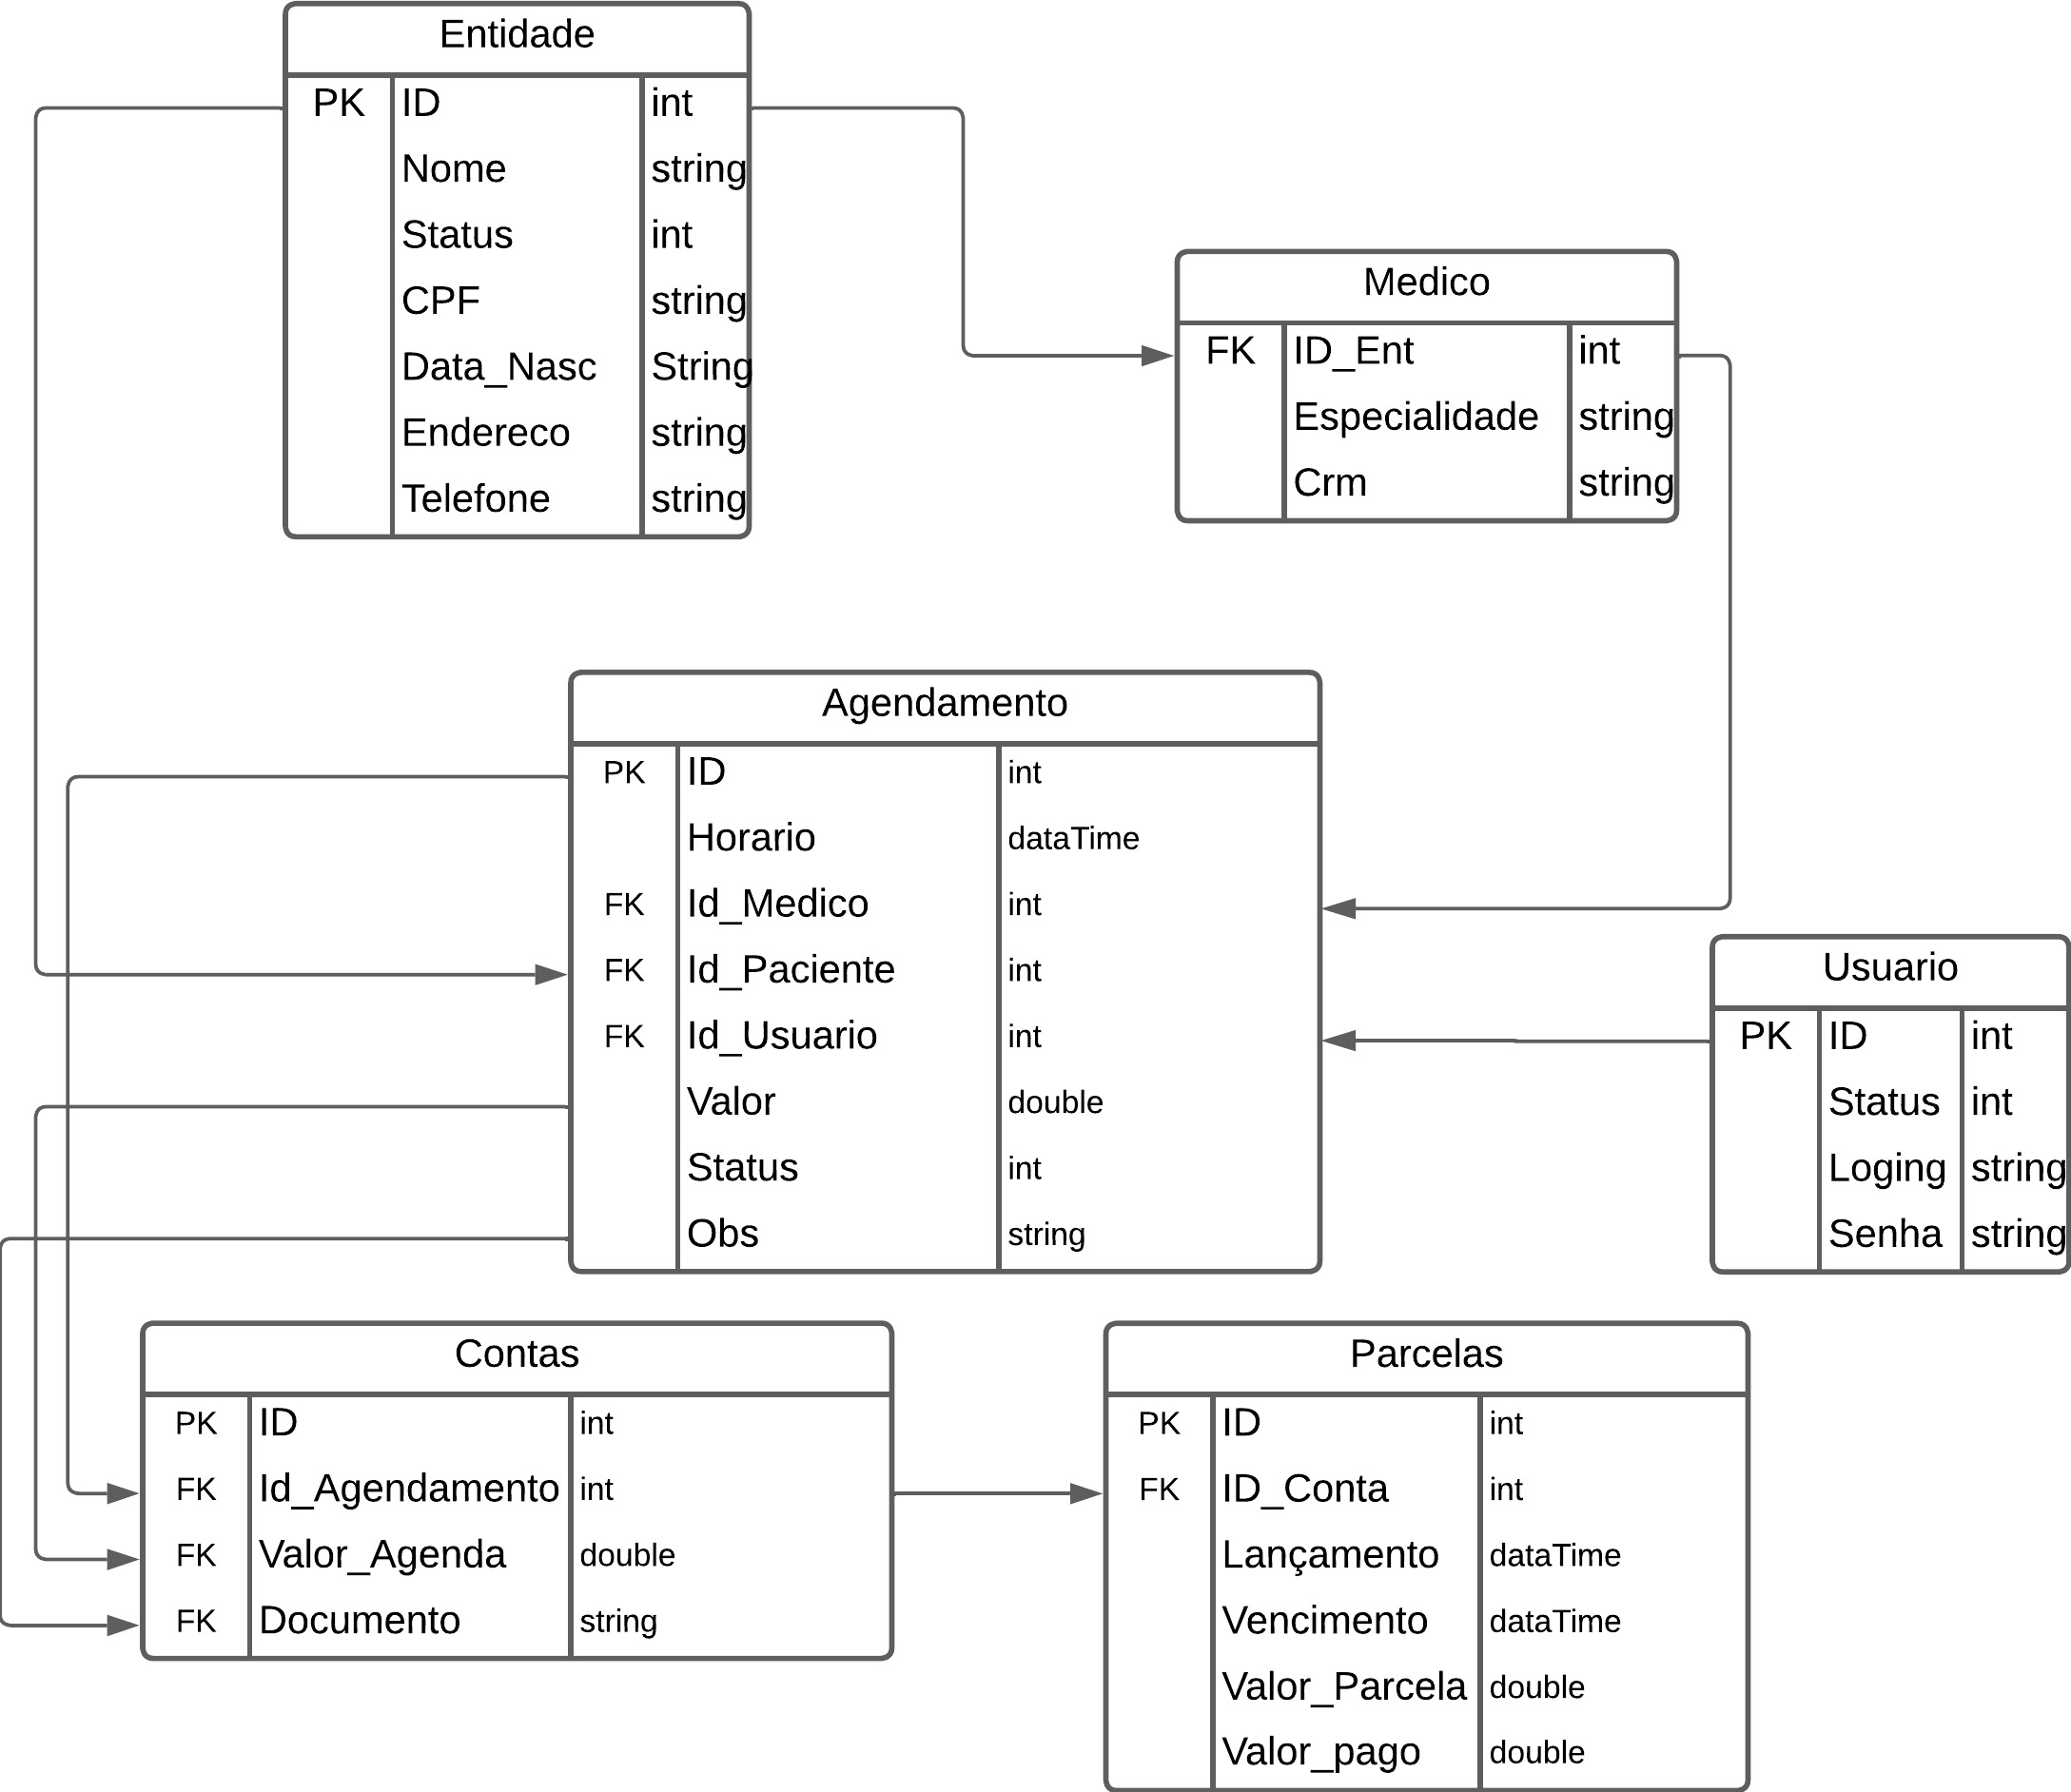 Entidade
PK ID int
Nome string
Status int
CPF string
Data_Nasc String
Endereco string
Telefone string
Medico
FK ID_Ent int
Especialidade string
Crm string
Agendamento
PK ID int
Horario dataTime
FK Id_Medico int
FK Id_Paciente int
FK Id_Usuario int
Valor double
Status int
Obs string
Usuario
PK ID int
Status int
Loging string
Senha string
Contas
PK ID int
FK Id_Agendamento int
FK Valor_Agenda double
FK Documento string
Parcelas
PK ID int
FK ID_Conta int
Lançamento dataTime
Vencimento dataTime
Valor_Parcela double
Valor_pago double